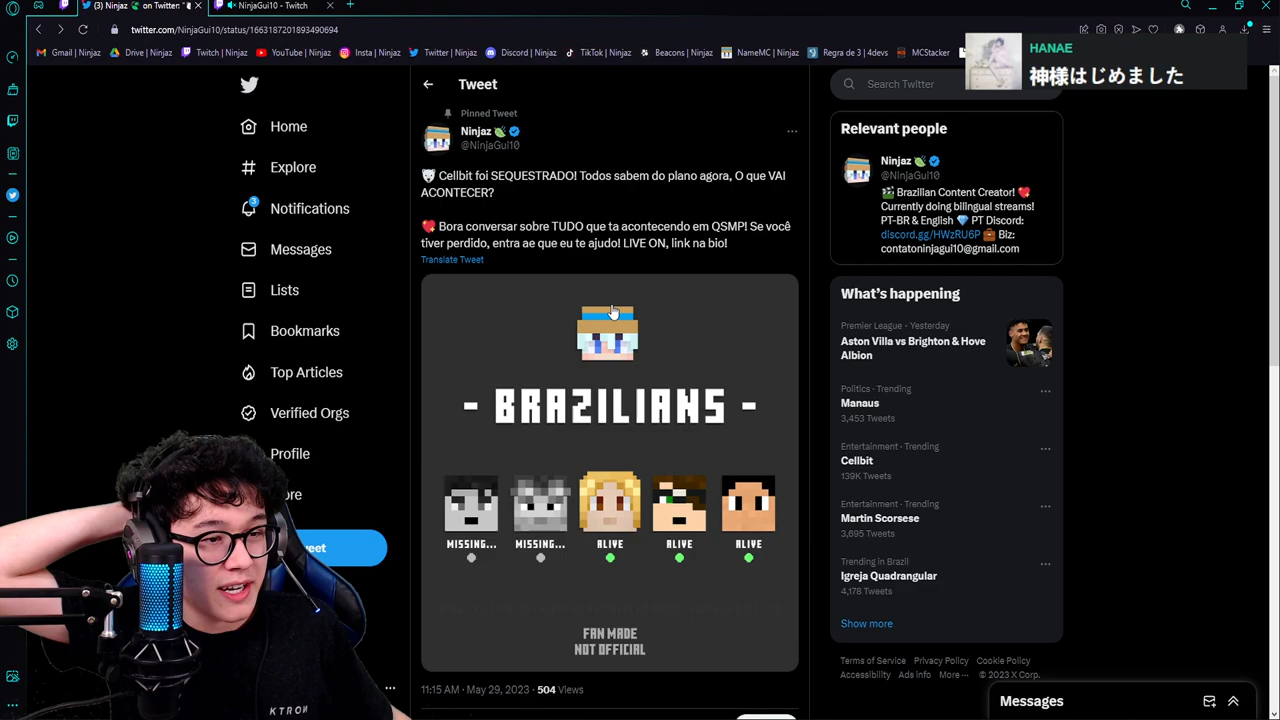 (3) Ninjaz
on Twitter: "
NinjaGui10 - Twitch
twitter.com/NinjaGui10/status/1663187201893490694
Gmail | Ninjaz
Drive | Ninjaz
Twitch | Ninjaz
YouTube | Ninjaz
Insta | Ninjaz
Twitter | Ninjaz
Discord | Ninjaz
TikTok | Ninjaz
Beacons | Ninjaz
NameMC | Ninjaz
Regra de 3 | 4devs
MCStacker
HANAE
神様はじめました
Home
Explore
3
Notifications
Messages
Lists
Bookmarks
Top Articles
Verified Orgs
Profile
ore
eet
Tweet
Pinned Tweet
Ninjaz
@NinjaGui10
Cellbit foi SEQUESTRADO! Todos sabem do plano agora, O que VAI
ACONTECER?
Bora conversar sobre TUDO que ta acontecendo em QSMP! Se você
tiver perdido, entra ae que eu te ajudo! LIVE ON, link na bio!
Translate Tweet
- BRAZILIANS -
MISSING... MISSING... ALIVE ALIVE ALIVE
FAN MADE
NOT OFFICIAL
11:15 AM · May 29, 2023 · 504 Views
Search Twitter
Relevant people
Ninjaz
@NinjaGui10
Brazilian Content Creator!
Currently doing bilingual streams!
PT-BR & English PT Discord:
discord.gg/HWzRU6P Biz:
contatoninjagui10@gmail.com
What's happening
Premier League · Yesterday
Aston Villa vs Brighton & Hove
Albion
Politics · Trending
Manaus
3,453 Tweets
Entertainment · Trending
Cellbit
139K Tweets
Entertainment · Trending
Martin Scorsese
3,695 Tweets
Trending in Brazil
Igreja Quadrangular
4,178 Tweets
Show more
Terms of Service Privacy Policy Cookie Policy
Accessibility Ads info More ··· © 2023 X Corp.
Messages
KTRON